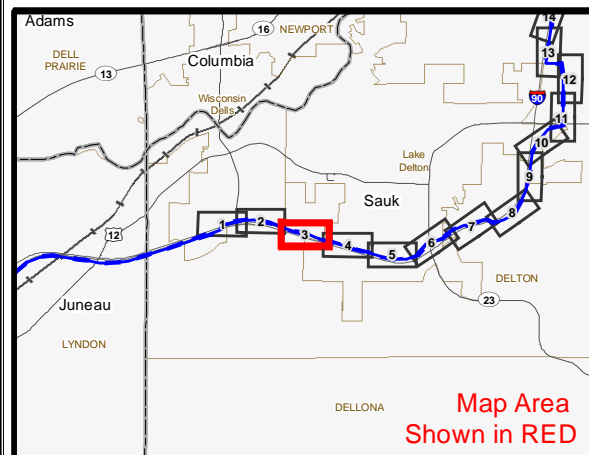 Adams
NEWPORT
16
14
DELL
PRAIRIE
13
Columbia
13
12
90
Wisconsin
Dells
11
10
Lake
Delton
9
Sauk
8
7
6
1
2
3
4
5
12
DELTON
23
Juneau
LYNDON
DELLONA
Map Area
Shown in RED